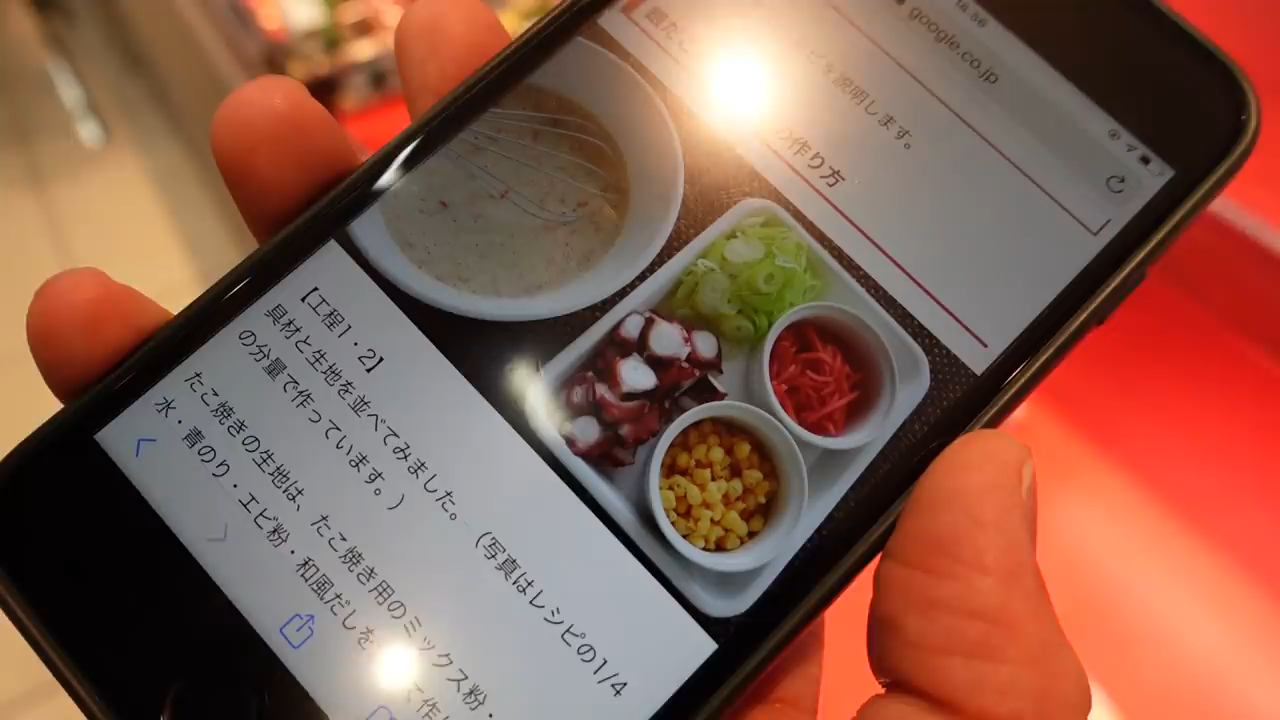 google.co.jp
を説明します。
の作り方
【工程1・2】
具材と生地を並べてみました。（写真はレシピの1/4
の分量で作っています。）
たこ焼きの生地は、たこ焼き用のミックス粉・
水・青のり・エビ粉・和風だしを